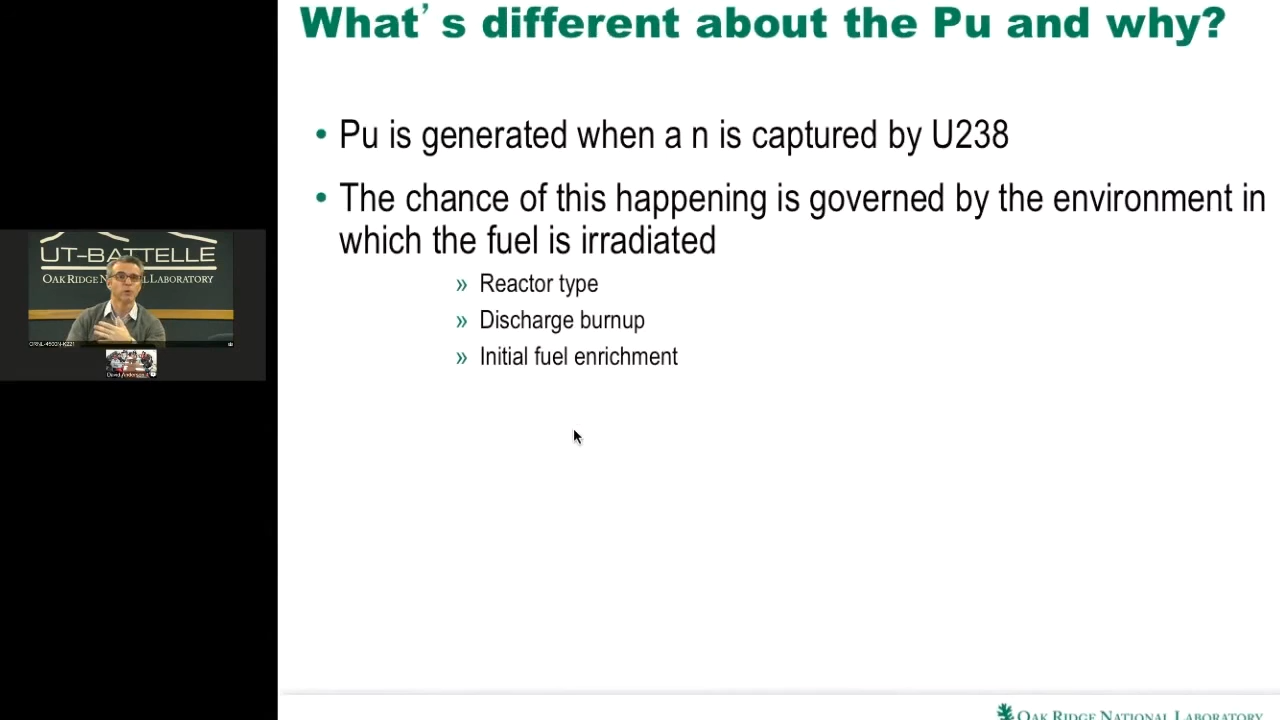 What's different about the Pu and why?
• Pu is generated when a n is captured by U238
• The chance of this happening is governed by the environment in
which the fuel is irradiated
» Reactor type
» Discharge burnup
» Initial fuel enrichment
UT-BATTELLE
OAK RIDGE NATIONAL LABORATORY
OAK RIDGE NATIONAL LABORATORY